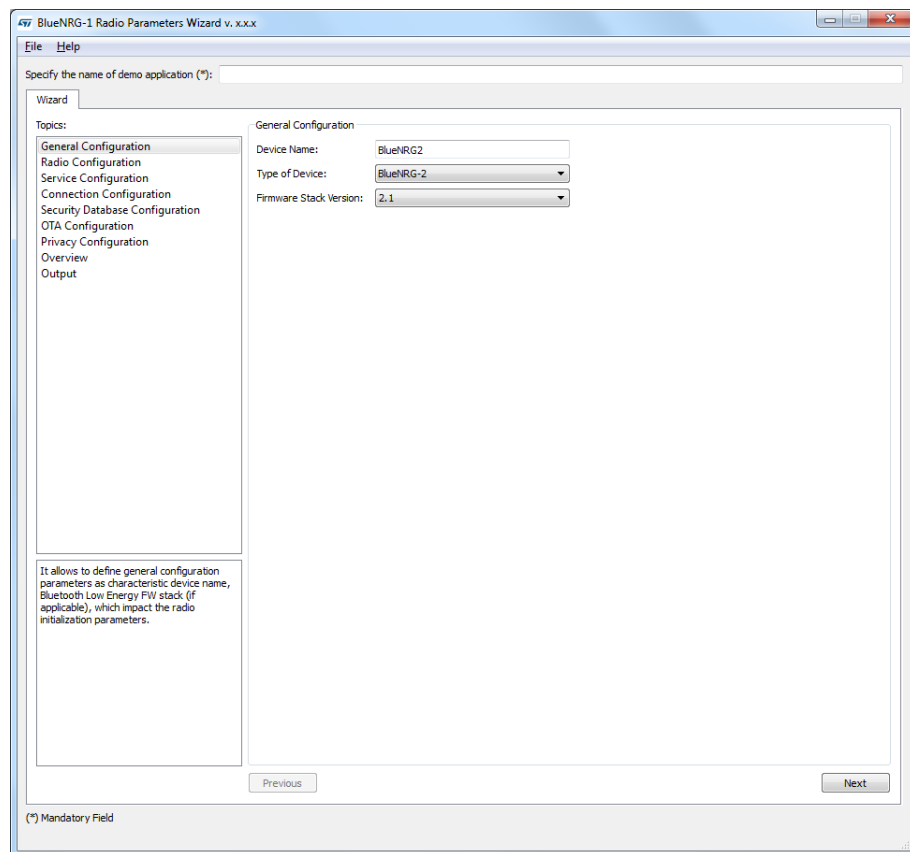 BlueNRG-1 Radio Parameters Wizard v. x.x.x
File Help
Specify the name of demo application (*):
Wizard
Topics:
General Configuration
Radio Configuration
Service Configuration
Connection Configuration
Security Database Configuration
OTA Configuration
Privacy Configuration
Overview
Output
It allows to define general configuration
parameters as characteristic device name,
Bluetooth Low Energy FW stack (if
applicable), which impact the radio
initialization parameters.
General Configuration
Device Name: BlueNRG2
Type of Device: BlueNRG-2
Firmware Stack Version: 2.1
Previous Next
(*) Mandatory Field